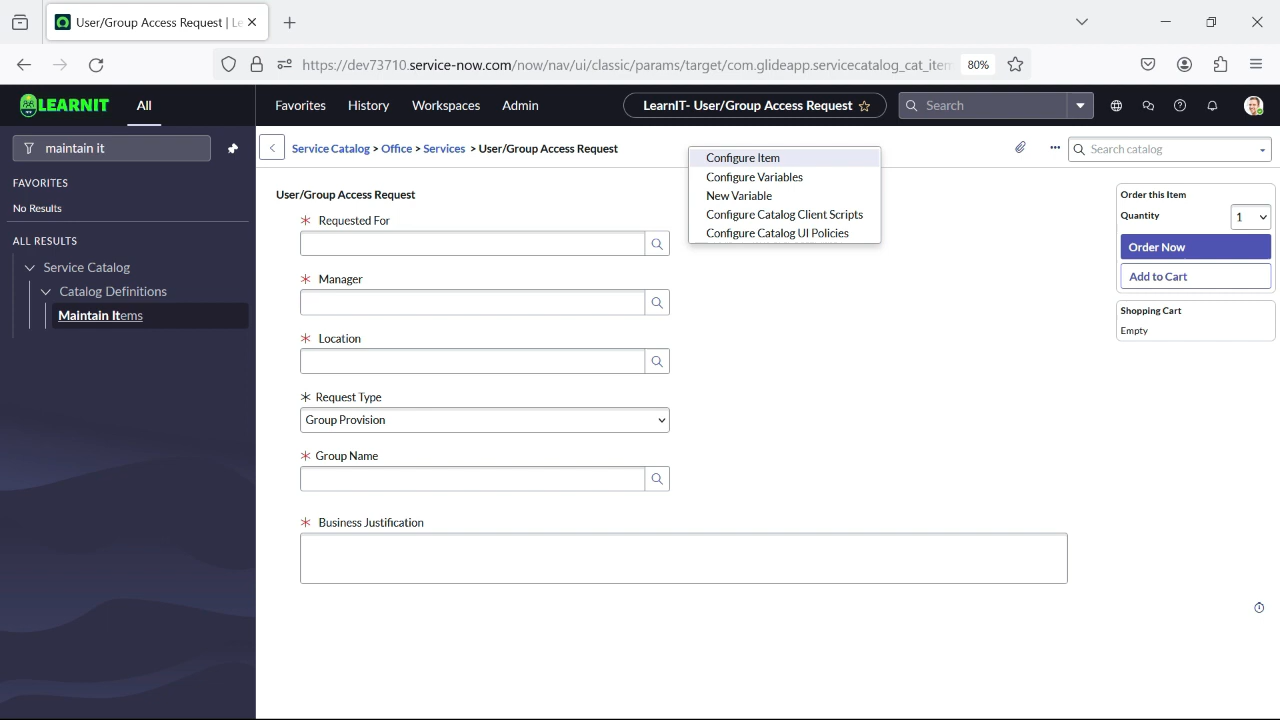 User/Group Access Request | Le
https://dev73710.service-now.com/now/nav/ui/classic/params/target/com.glideapp.servicecatalog_cat_item
80%
LEARNIT
All
Favorites
History
Workspaces
Admin
LearnIT- User/Group Access Request
Search
maintain it
FAVORITES
No Results
ALL RESULTS
Service Catalog
Catalog Definitions
Maintain Items
Service Catalog > Office > Services > User/Group Access Request
Search catalog
Configure Item
Configure Variables
New Variable
Configure Catalog Client Scripts
Configure Catalog UI Policies
User/Group Access Request
Requested For
Manager
Location
Request Type
Group Provision
Group Name
Business Justification
Order this Item
Quantity
1
Order Now
Add to Cart
Shopping Cart
Empty